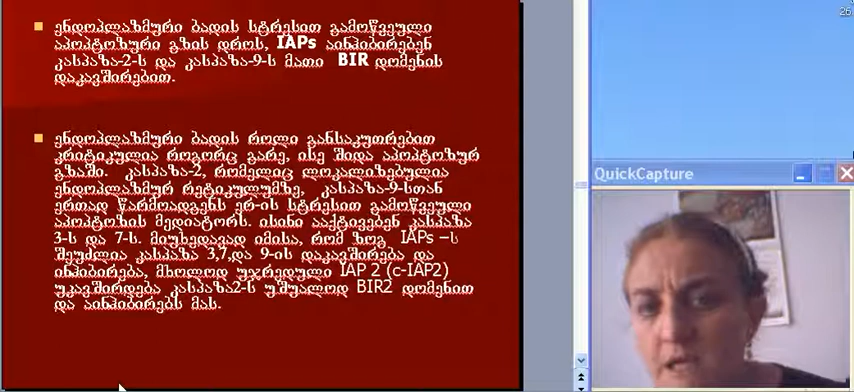 ენდოპლაზმური ბადის სტრესით გამოწვეული
აპოპტოზური გზის დროს, IAPs აინჰიბირებენ
კასპაზა-2-ს და კასპაზა-9-ს მათი BIR დომენის
დაკავშირებით.
ენდოპლაზმური ბადის როლი განსაკუთრებით
კრიტიკულია როგორც გარე, ისე შიდა აპოპტოზურ
გზაში. კასპაზა-2, რომელიც ლოკალიზებულია
ენდოპლაზმურ რეტიკულუმზე, კასპაზა-9-სთან
ერთად წარმოადგენს ერ-ის სტრესით გამოწვეული
აპოპტოზის მედიატორს. ისინი ააქტივებენ კასპაზა
3-ს და 7-ს. მიუხედავად იმისა, რომ ზოგ IAPs –ს
შეუძლია კასპაზა 3,7,და 9-ის დაკავშირება და
ინჰიბირება, მხოლოდ უჯრედული IAP 2 (c-IAP2)
უკავშირდება კასპაზა2-ს უშუალოდ BIR2 დომენით
და აინჰიბირებს მას.
26
QuickCapture